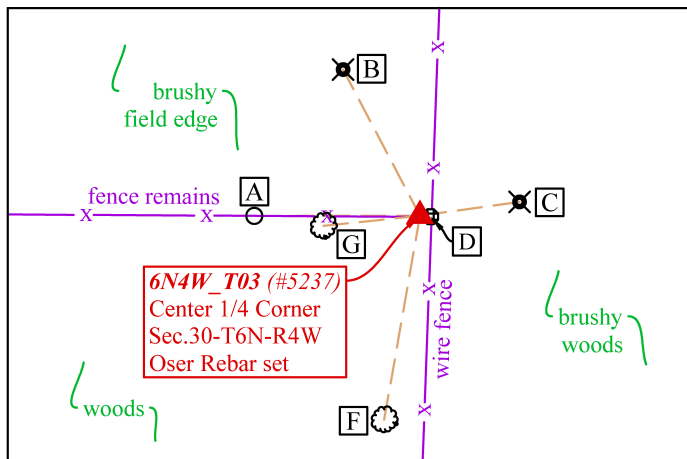 X
B
brushy
field edge
X
fence remains
A
X
X
X
C
G
D
6N4W_T03 (#5237)
Center 1/4 Corner
Sec.30-T6N-R4W
Oser Rebar set
X
wire fence
brushy
woods
woods
F
X